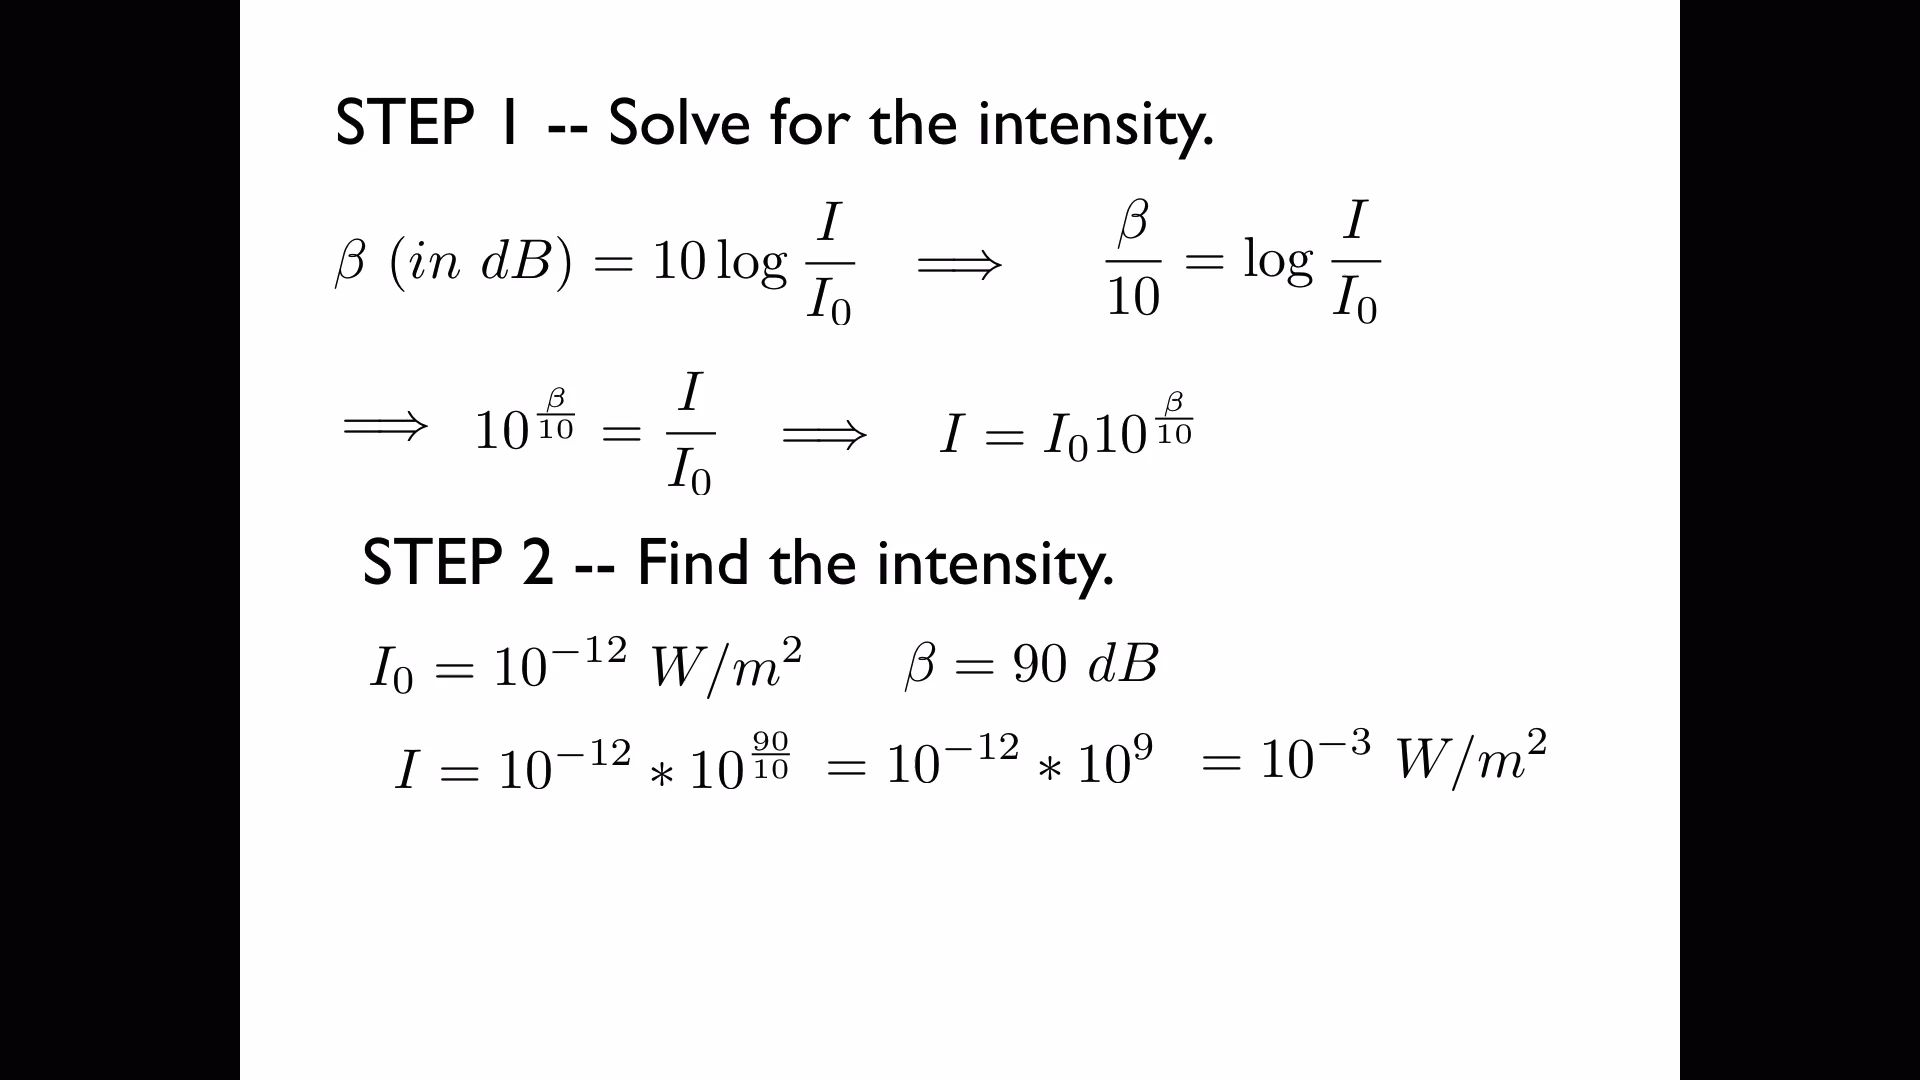 STEP 1 -- Solve for the intensity.
β (in dB) = 10 log I/I₀ ⟹ β/10 = log I/I₀
⟹ 10^(β/10) = I/I₀ ⟹ I = I₀10^(β/10)
STEP 2 -- Find the intensity.
I₀ = 10⁻¹² W/m² β = 90 dB
I = 10⁻¹² * 10^(90/10) = 10⁻¹² * 10⁹ = 10⁻³ W/m²